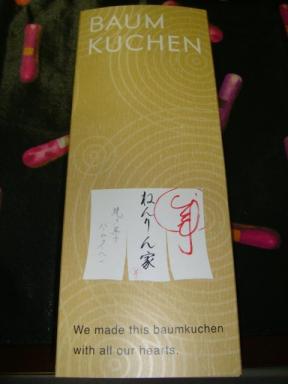 BAUM
KUCHEN
ねんりん家
We made this baumkuchen
with all our hearts.